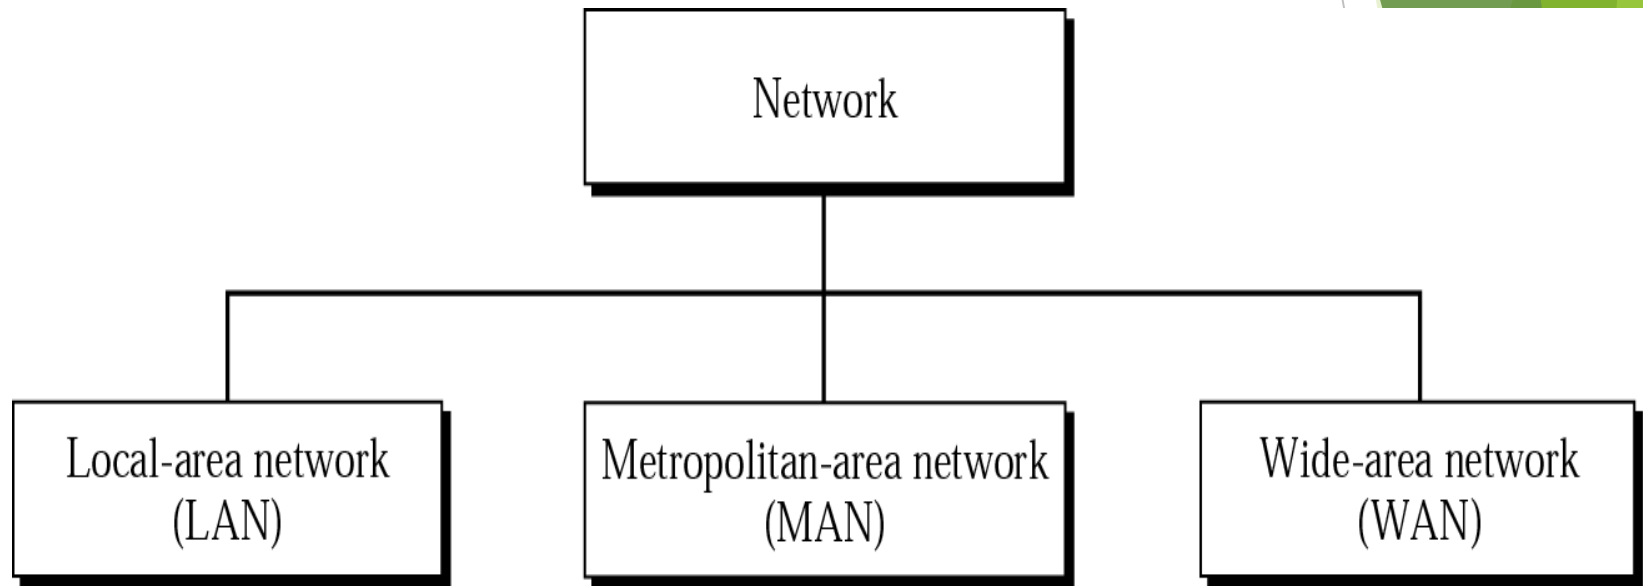 Network
Local-area network
(LAN)
Metropolitan-area network
(MAN)
Wide-area network
(WAN)